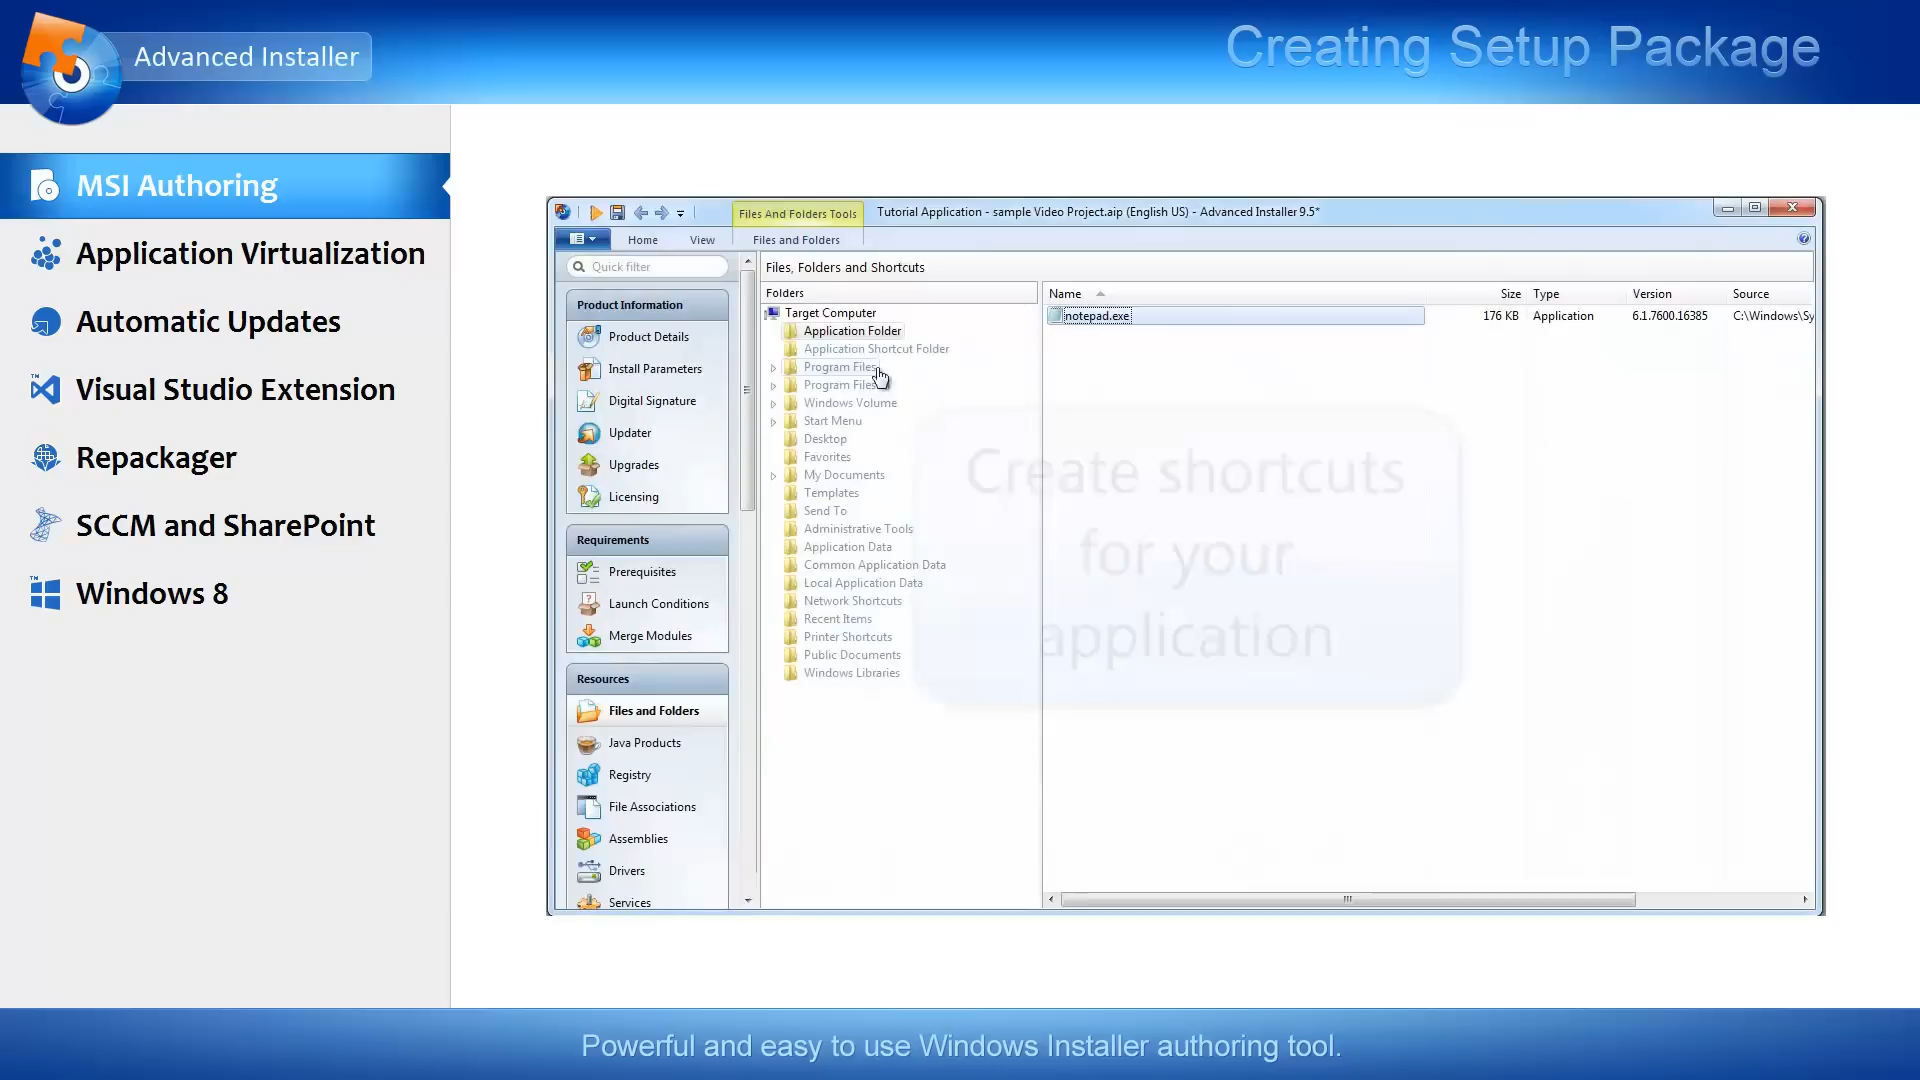 Advanced Installer
Creating Setup Package
MSI Authoring
Application Virtualization
Automatic Updates
Visual Studio Extension
Repackager
SCCM and SharePoint
Windows 8
Files And Folders Tools
Tutorial Application - sample Video Project.aip (English US) - Advanced Installer 9.5*
Home
View
Files and Folders
Quick filter
Product Information
Product Details
Install Parameters
Digital Signature
Updater
Upgrades
Licensing
Requirements
Prerequisites
Launch Conditions
Merge Modules
Resources
Files and Folders
Java Products
Registry
File Associations
Assemblies
Drivers
Services
Files, Folders and Shortcuts
Folders
Target Computer
Application Folder
Application Shortcut Folder
Program Files
Program Files
Windows Volume
Start Menu
Desktop
Favorites
My Documents
Templates
Send To
Administrative Tools
Application Data
Common Application Data
Local Application Data
Network Shortcuts
Recent Items
Printer Shortcuts
Public Documents
Windows Libraries
Name Size Type Version Source
notepad.exe 176 KB Application 6.1.7600.16385 C:\Windows\Sy
Create shortcuts
for your
application
Powerful and easy to use Windows Installer authoring tool.